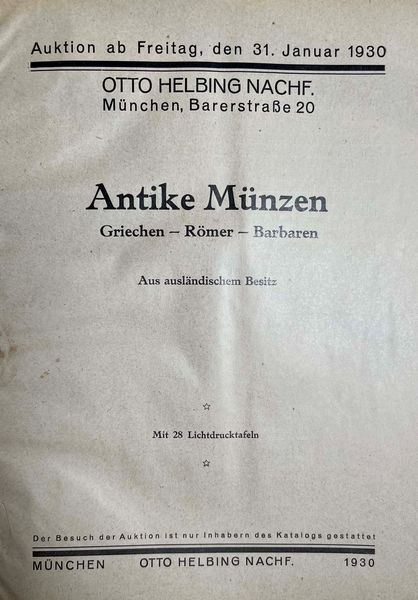 Auktion ab Freitag, den 31. Januar 1930
OTTO HELBING NACHF.
München, Barerstraße 20
Antike Münzen
Griechen – Römer – Barbaren
Aus ausländischem Besitz
☆
Mit 28 Lichtdrucktafeln
☆
Der Besuch der Auktion ist nur Inhabern des Katalogs gestattet
MÜNCHEN OTTO HELBING NACHF. 1930